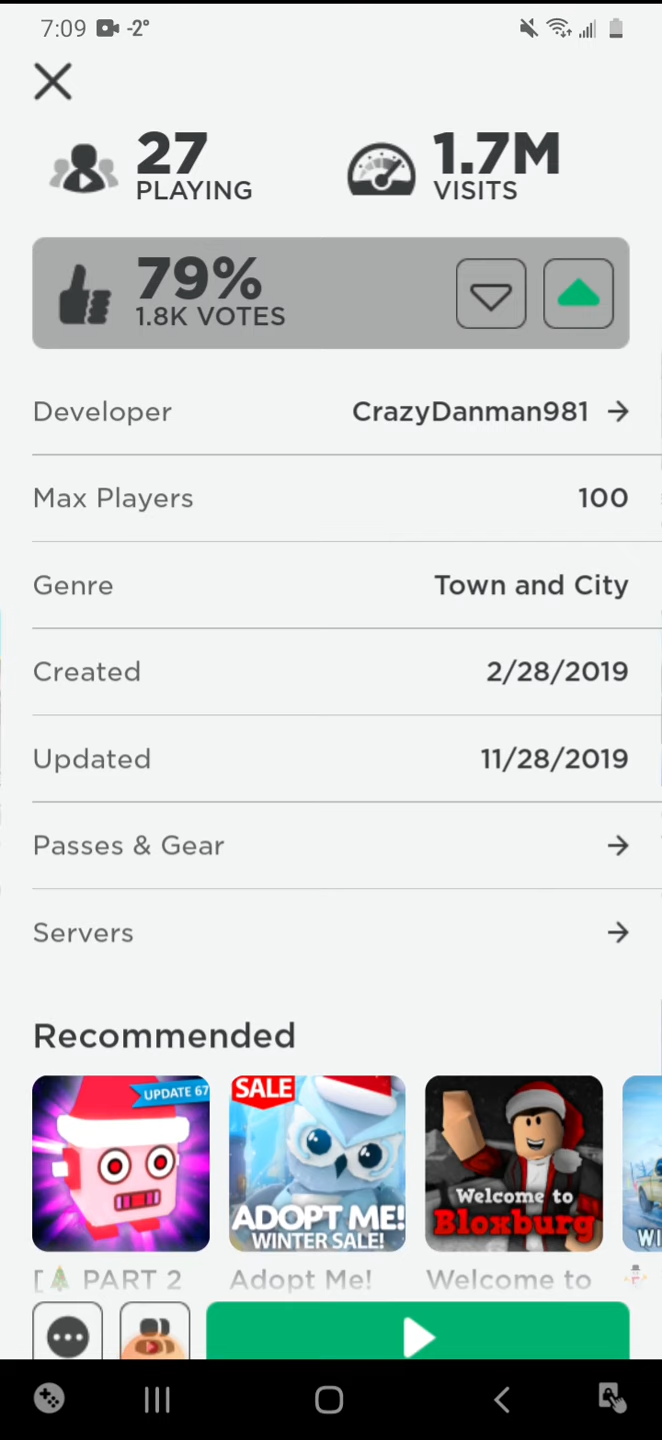 7:09 -2°
27
PLAYING
1.7M
VISITS
79%
1.8K VOTES
Developer CrazyDanman981
Max Players 100
Genre Town and City
Created 2/28/2019
Updated 11/28/2019
Passes & Gear
Servers
Recommended
UPDATE 67
SALE
ADOPT ME!
WINTER SALE!
Welcome to
Bloxburg
WI
[🎄 PART 2
Adopt Me!
Welcome to
⛄